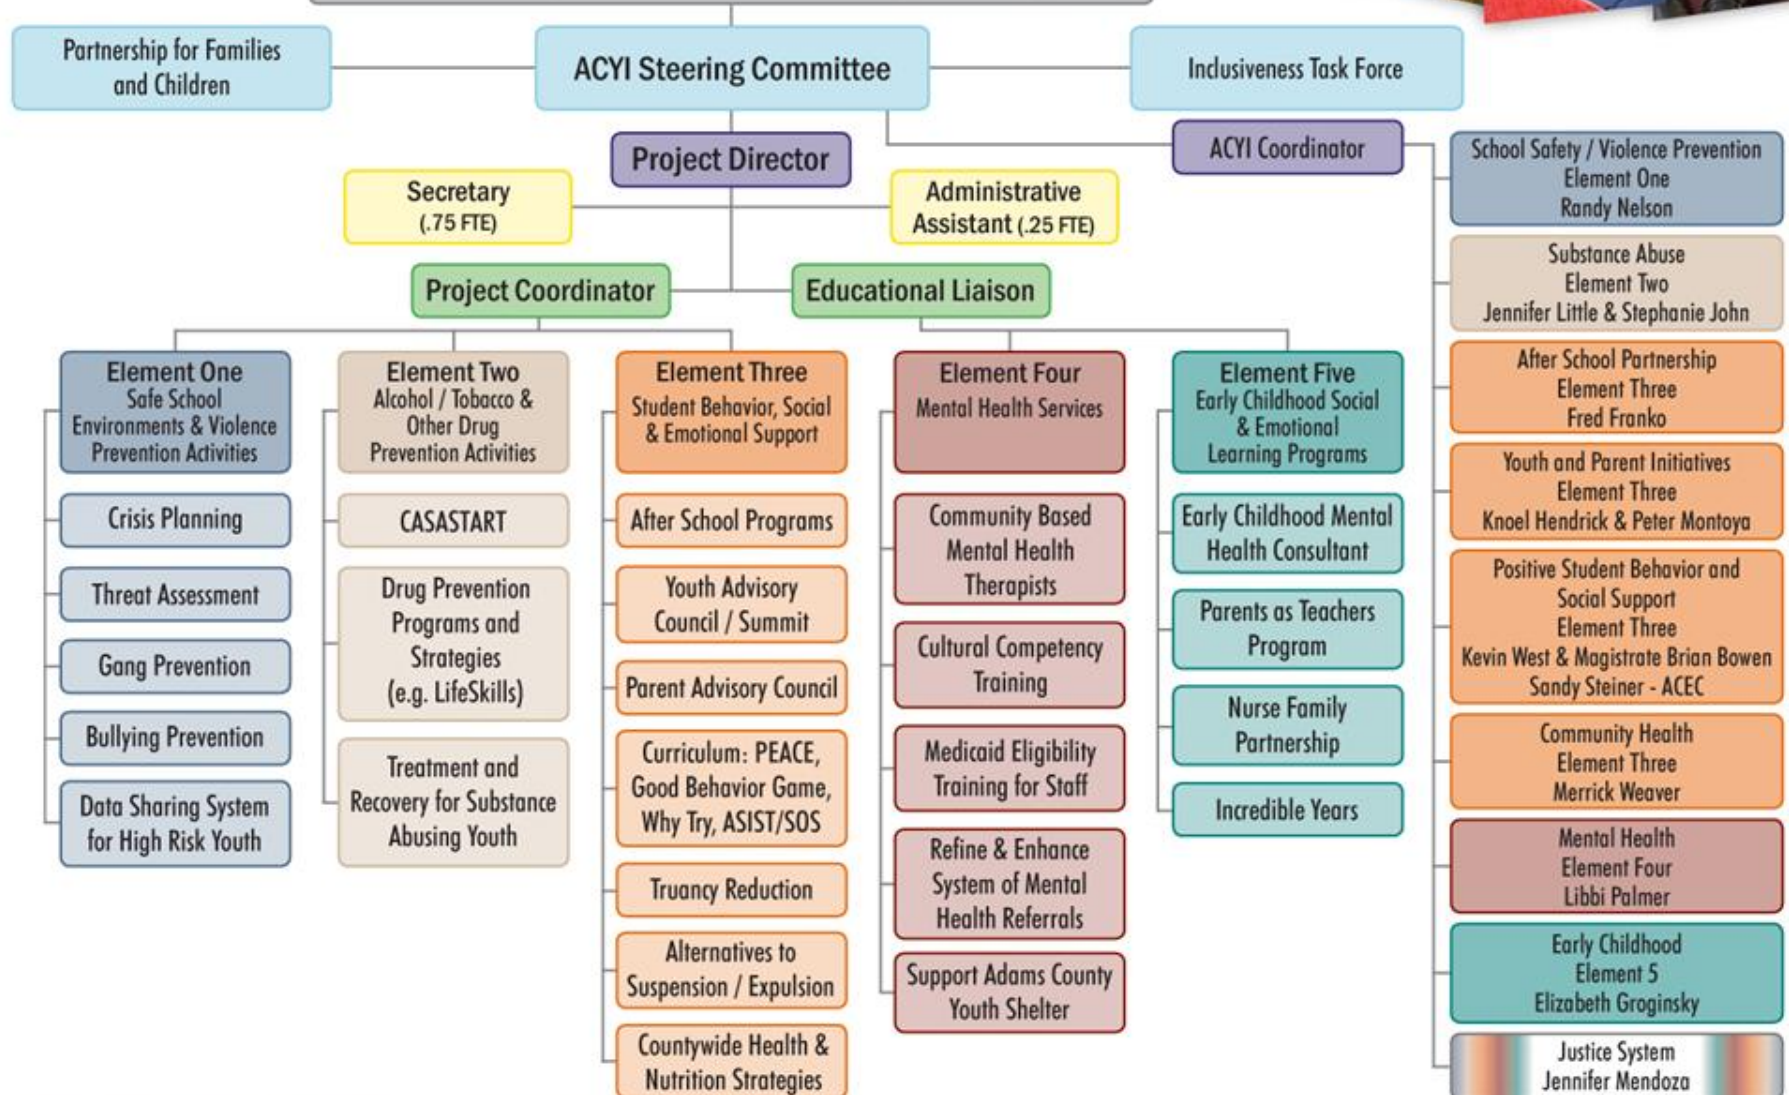 Partnership for Families
and Children
ACYI Steering Committee
Inclusiveness Task Force
Project Director
ACYI Coordinator
Secretary
(.75 FTE)
Administrative
Assistant (.25 FTE)
Project Coordinator
Educational Liaison
Element One
Safe School
Environments & Violence
Prevention Activities
Crisis Planning
Threat Assessment
Gang Prevention
Bullying Prevention
Data Sharing System
for High Risk Youth
Element Two
Alcohol / Tobacco &
Other Drug
Prevention Activities
CASASTART
Drug Prevention
Programs and
Strategies
(e.g. LifeSkills)
Treatment and
Recovery for Substance
Abusing Youth
Element Three
Student Behavior, Social
& Emotional Support
After School Programs
Youth Advisory
Council / Summit
Parent Advisory Council
Curriculum: PEACE,
Good Behavior Game,
Why Try, ASIST/SOS
Truancy Reduction
Alternatives to
Suspension / Expulsion
Countywide Health &
Nutrition Strategies
Element Four
Mental Health Services
Community Based
Mental Health
Therapists
Cultural Competency
Training
Medicaid Eligibility
Training for Staff
Refine & Enhance
System of Mental
Health Referrals
Support Adams County
Youth Shelter
Element Five
Early Childhood Social
& Emotional
Learning Programs
Early Childhood Mental
Health Consultant
Parents as Teachers
Program
Nurse Family
Partnership
Incredible Years
School Safety / Violence Prevention
Element One
Randy Nelson
Substance Abuse
Element Two
Jennifer Little & Stephanie John
After School Partnership
Element Three
Fred Franko
Youth and Parent Initiatives
Element Three
Knoel Hendrick & Peter Montoya
Positive Student Behavior and
Social Support
Element Three
Kevin West & Magistrate Brian Bowen
Sandy Steiner - ACEC
Community Health
Element Three
Merrick Weaver
Mental Health
Element Four
Libbi Palmer
Early Childhood
Element 5
Elizabeth Groginsky
Justice System
Jennifer Mendoza